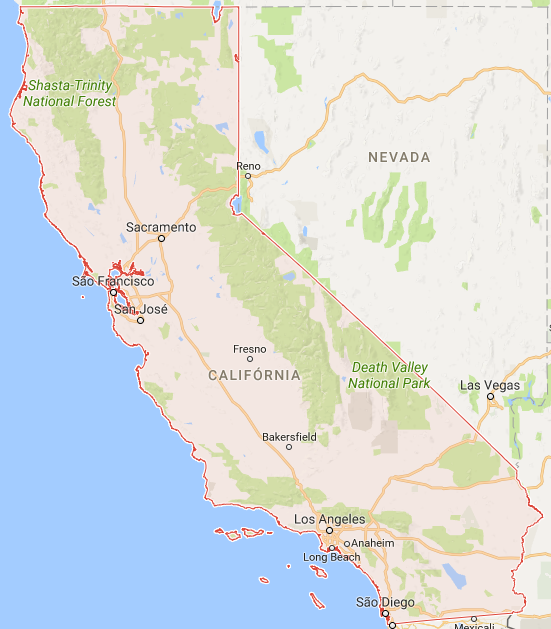 Shasta-Trinity
National Forest
Reno
NEVADA
Sacramento
São Francisco
San José
Fresno
CALIFÓRNIA
Death Valley
National Park
Las Vegas
Bakersfield
Los Angeles
Anaheim
Long Beach
São Diego
Mexicali